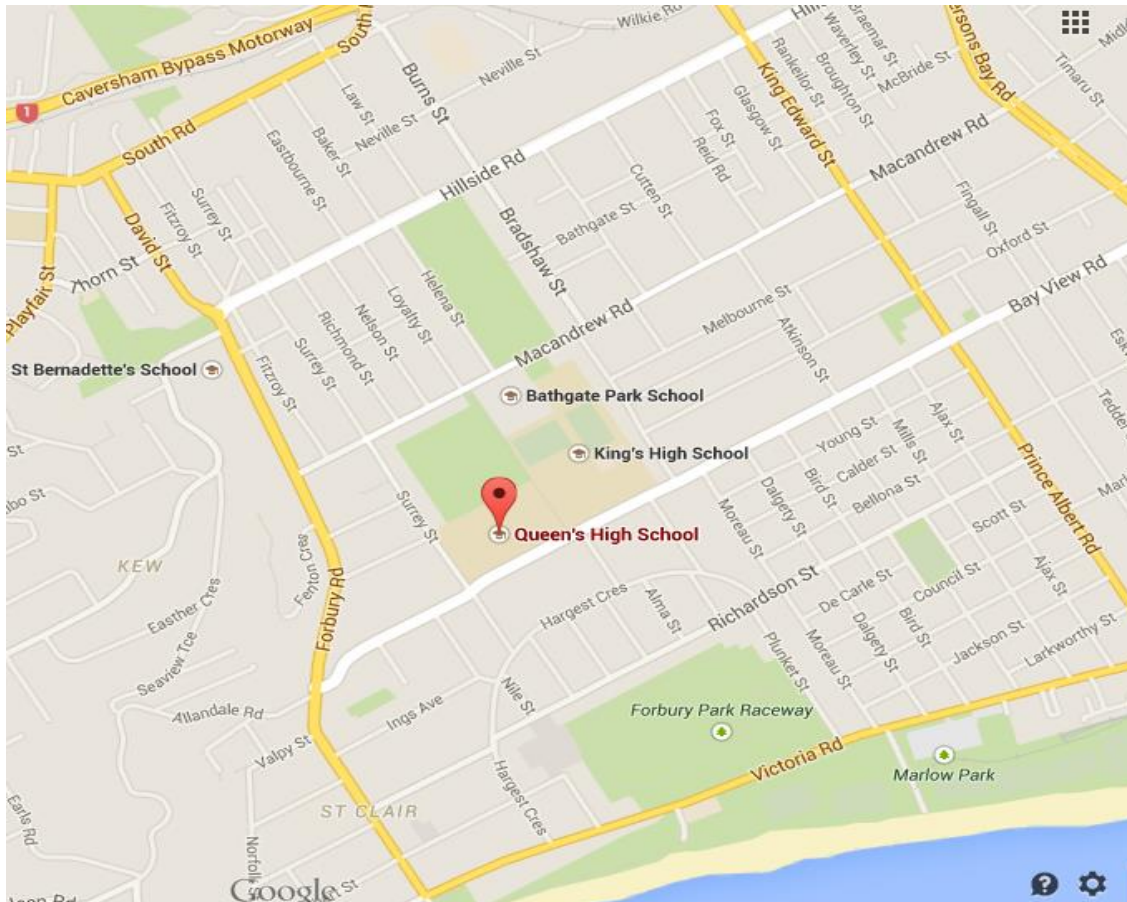 Caversham Bypass Motorway
1
South Rd
Wilkie Rd
Burns St
Neville St
Law St
Neville St
Baker St
Eastbourne St
Hillside Rd
King Edward St
Rankeilor St
Waverley St
Braemar St
Broughton St
McBride St
Glasgow St
Fox St
Reid Rd
Timaru St
Macandrew Rd
Surrey St
Fitzroy St
David St
Playfair St
Cutten St
Bathgate St
Bradshaw St
Fingall St
Oxford St
Bay View Rd
Helena St
Loyalty St
Nelson St
Richmond St
Surrey St
Fitzroy St
Macandrew Rd
Melbourne St
Atkinson St
St Bernadette's School
Bathgate Park School
King's High School
Queen's High School
Surrey St
Young St
Calder St
Bellona St
Mills St
Ajax St
Bird St
Dalgety St
Moreau St
Prince Albert Rd
Scott St
KEW
Fenton Cres
Easther Cres
Seaview Tce
Forbury Rd
Hargest Cres
Alma St
Richardson St
De Carle St
Council St
Ajax St
Bird St
Dalgety St
Moreau St
Plunket St
Jackson St
Larkworthy St
Allandale Rd
Valpy St
Ings Ave
Nile St
Forbury Park Raceway
Victoria Rd
Marlow Park
ST CLAIR
Hargest Cres
Earls Rd
Google